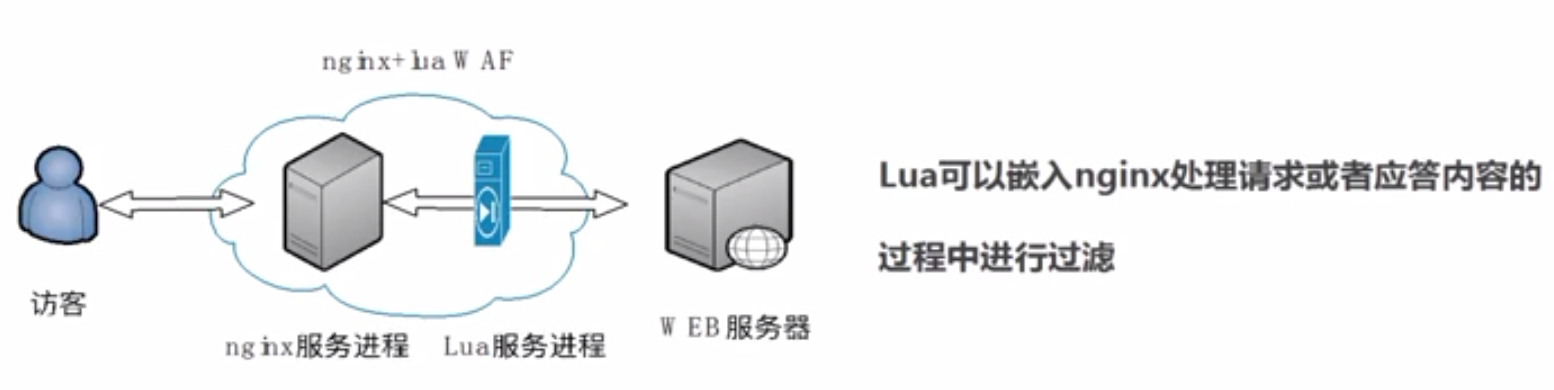 nginx+lua WAF
Lua可以嵌入nginx处理请求或者应答内容的
过程中进行过滤
访客
nginx服务进程
Lua服务进程
WEB服务器